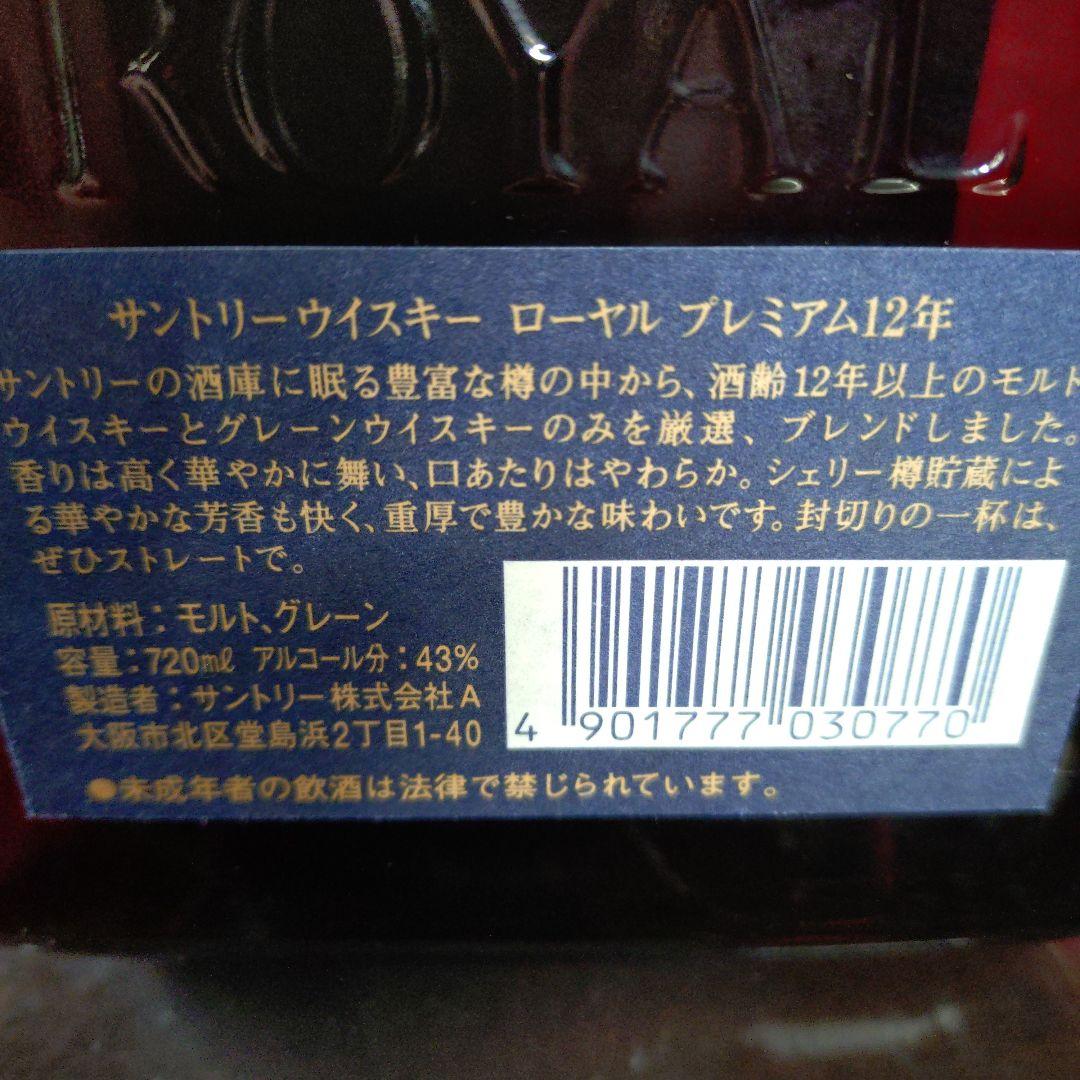 ROYAL
サントリーウイスキー ローヤル プレミアム12年
サントリーの酒庫に眠る豊富な樽の中から、酒齢12年以上のモルト
ウイスキーとグレーンウイスキーのみを厳選、ブレンドしました。
香りは高く華やかに舞い、口あたりはやわらか。シェリー樽貯蔵によ
る華やかな芳香も快く、重厚で豊かな味わいです。封切りの一杯は、
ぜひストレートで。
原材料：モルト、グレーン
容量：720㎖ アルコール分：43%
製造者：サントリー株式会社A
大阪市北区堂島浜2丁目1-40
4 901777 030770
●未成年者の飲酒は法律で禁じられています。